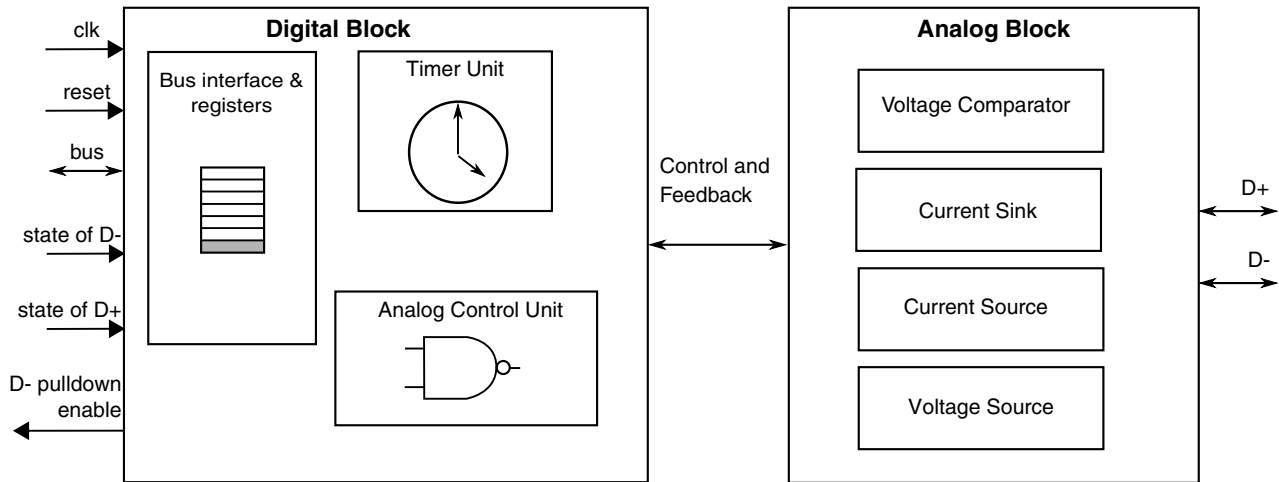 clk
reset
bus
state of D-
state of D+
D- pulldown
enable
Digital Block
Bus interface &
registers
Timer Unit
Analog Control Unit
Control and
Feedback
Analog Block
Voltage Comparator
Current Sink
Current Source
Voltage Source
D+
D-